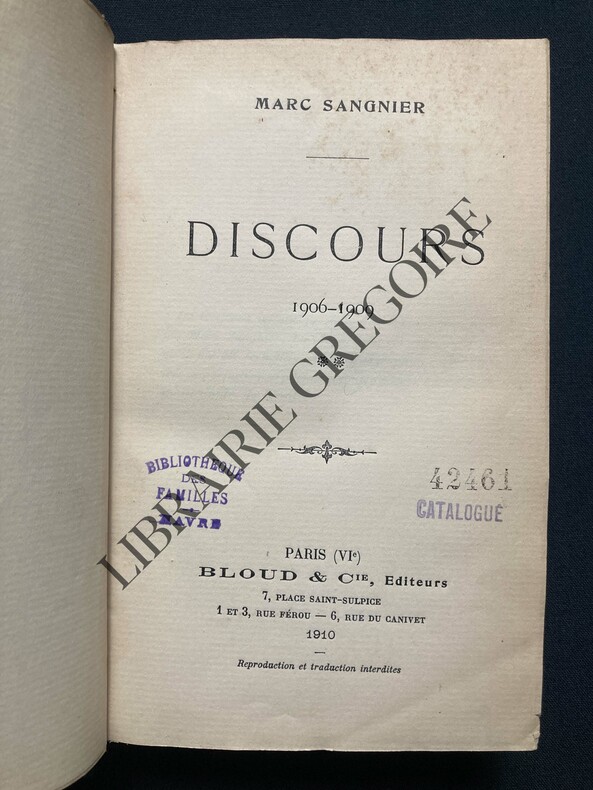 MARC SANGNIER
DISCOURS
1906-1909
BIBLIOTHEQUE
DES
FAMILLES
HAVRE
42461
CATALOGUÉ
PARIS (VIe)
BLOUD & CIE, Editeurs
7, PLACE SAINT-SULPICE
1 ET 3, RUE FÉROU — 6, RUE DU CANIVET
1910
Reproduction et traduction interdites
LIBRAIRIE GREGOIRE